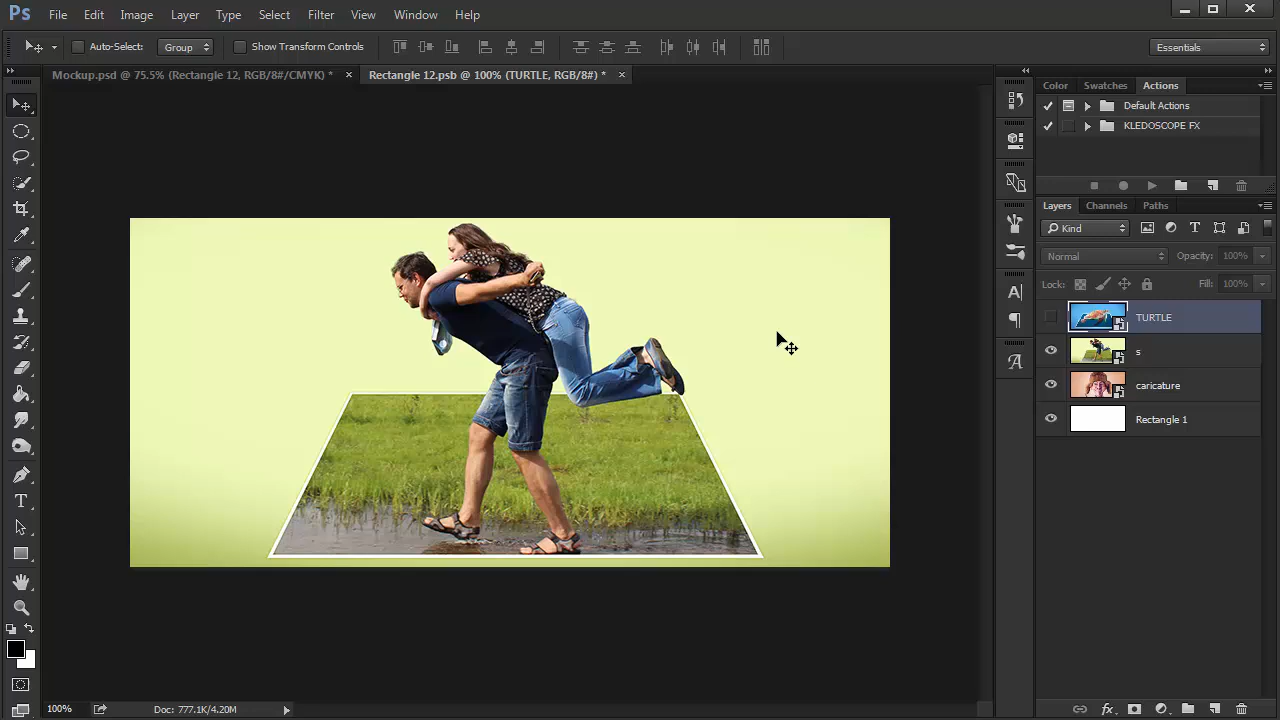 Ps File Edit Image Layer Type Select Filter View Window Help
Auto-Select: Group Show Transform Controls Essentials
Mockup.psd @ 75.5% (Rectangle 12, RGB/8#/CMYK) * × Rectangle 12.psb @ 100% (TURTLE, RGB/8#) * ×
Color Swatches Actions
Default Actions
KLEDOSCOPE FX
Layers Channels Paths
Kind
Normal Opacity: 100%
Lock: Fill: 100%
TURTLE
s
caricature
Rectangle 1
100% Doc: 777.1K/4.20M